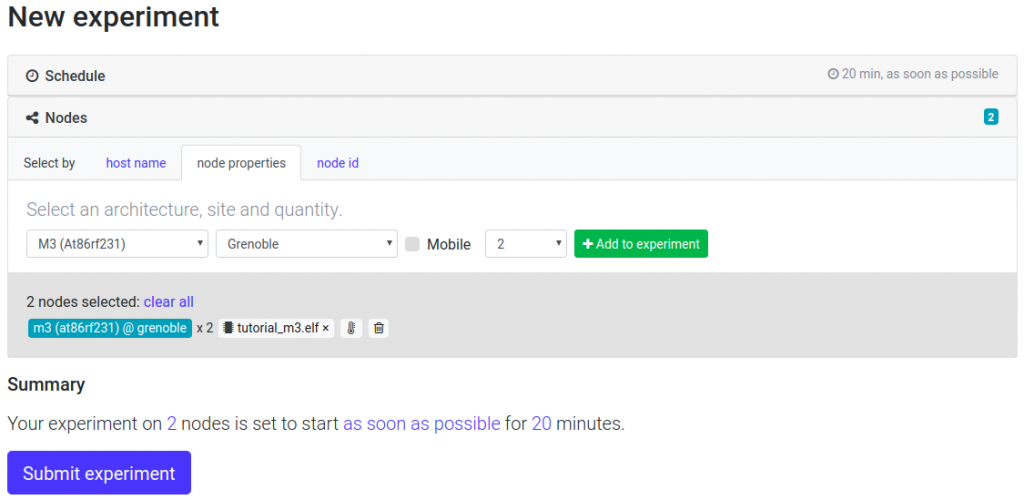 New experiment
Schedule 20 min, as soon as possible
Nodes 2
Select by host name node properties node id
Select an architecture, site and quantity.
M3 (At86rf231) Grenoble Mobile 2 + Add to experiment
2 nodes selected: clear all
m3 (at86rf231) @ grenoble x 2 tutorial_m3.elf ×
Summary
Your experiment on 2 nodes is set to start as soon as possible for 20 minutes.
Submit experiment